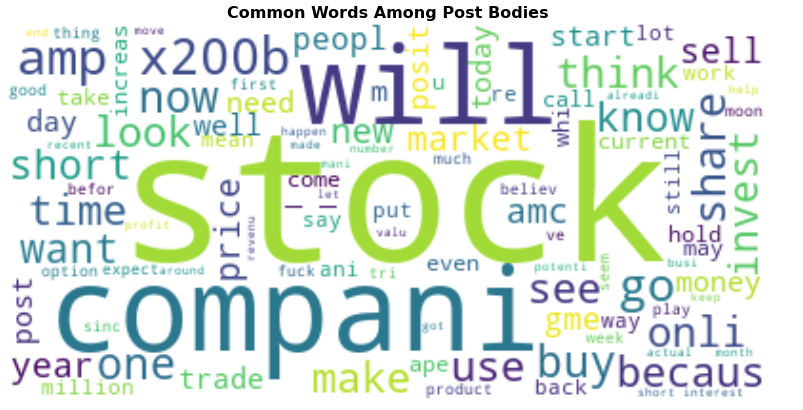 Common Words Among Post Bodies
end thing move
amp x200b peopl start lot sell
good take increas now first need will m posit u today re call think work
day look well mean happen made new market whi know alreadi help moon
recent short befor come let mani number much stock believ current share
time price say put valu amc ve still hold may invest
want profit revenu option expect around fuck ani tri even potenti seem busi
post compani sinc got see go money keep
gme way play onli week
year one million trade make ape use product buy back becaus actual month short interest